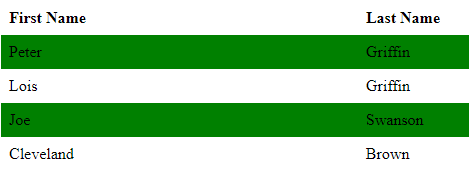 First Name Last Name
Peter Griffin
Lois Griffin
Joe Swanson
Cleveland Brown